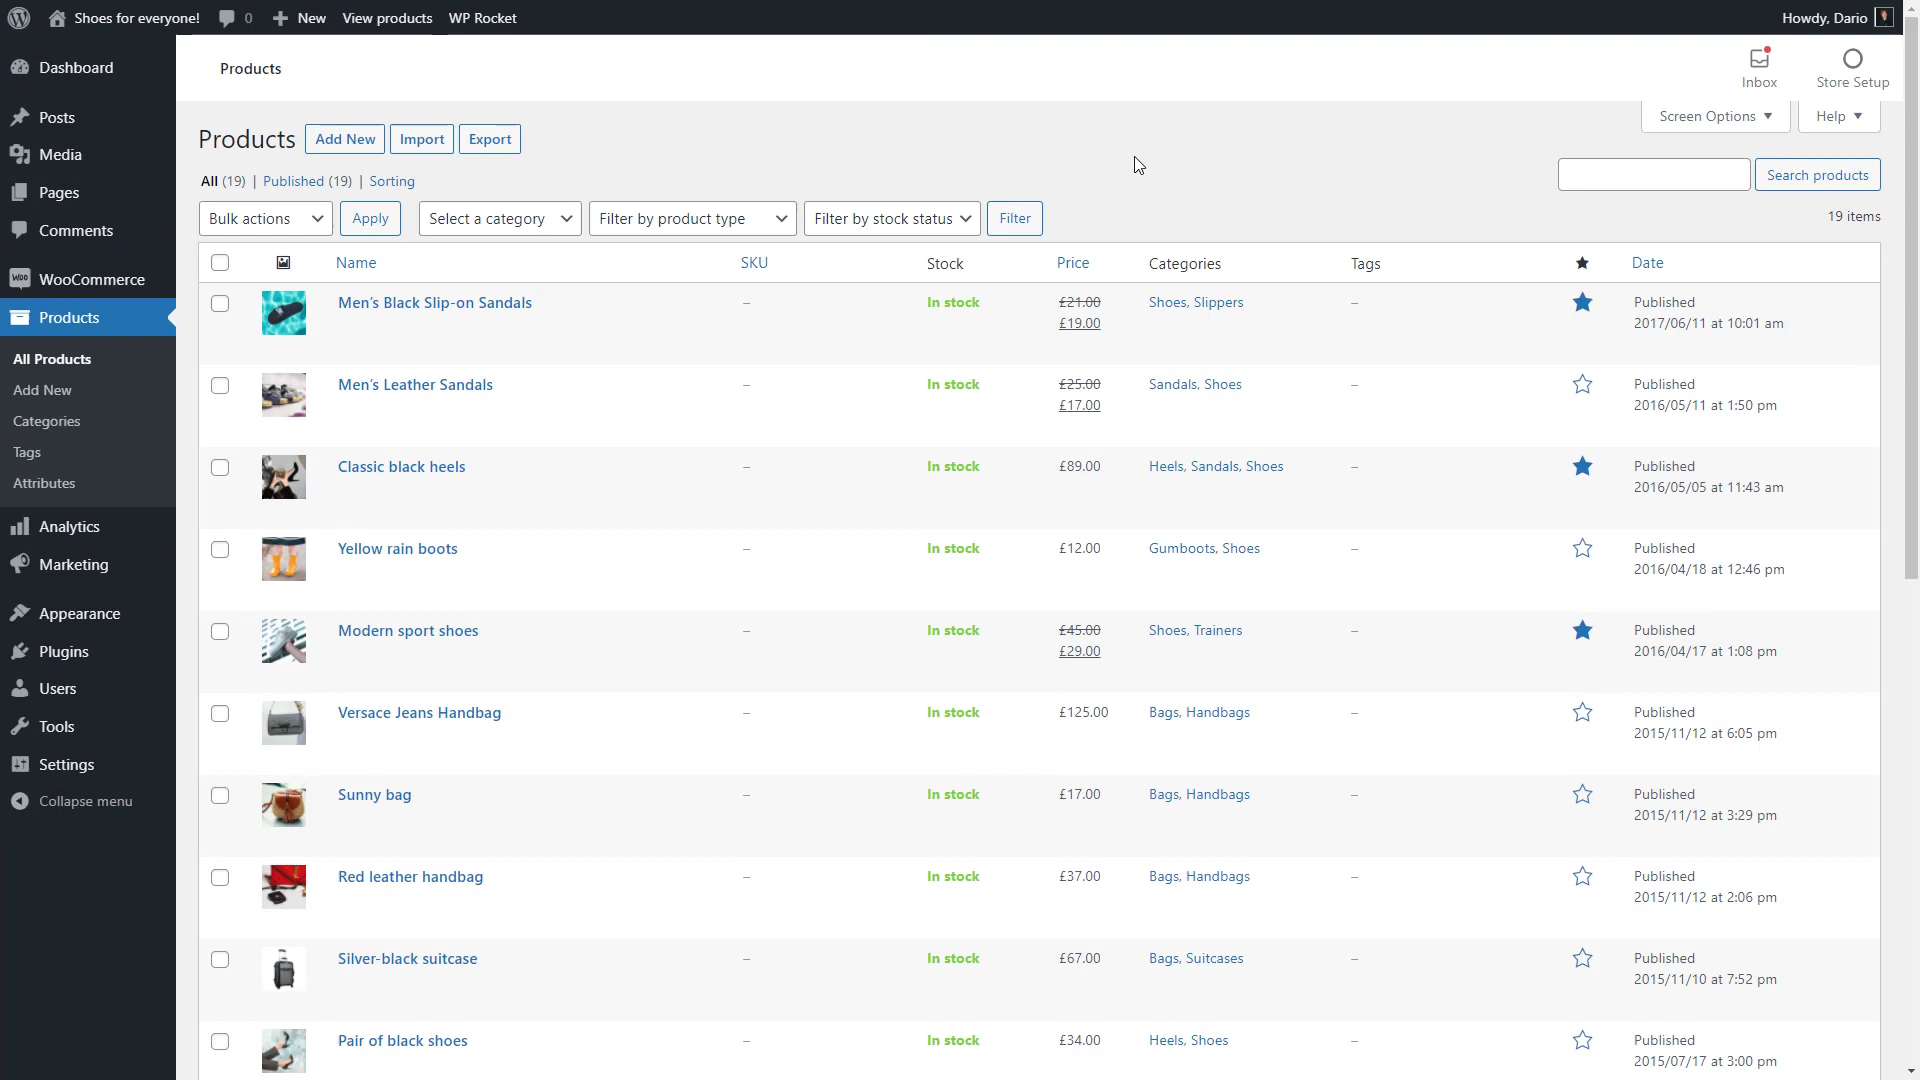 Shoes for everyone! 0 New View products WP Rocket Howdy, Dario
Dashboard
Posts
Media
Pages
Comments
WooCommerce
Products
All Products
Add New
Categories
Tags
Attributes
Analytics
Marketing
Appearance
Plugins
Users
Tools
Settings
Collapse menu
Products
Inbox
Store Setup
Screen Options
Help
Products Add New Import Export
All (19) | Published (19) | Sorting
Search products
Bulk actions Apply Select a category Filter by product type Filter by stock status Filter 19 items
Name SKU Stock Price Categories Tags Date
Men's Black Slip-on Sandals – In stock £21.00 Shoes, Slippers – Published
£19.00 2017/06/11 at 10:01 am
Men's Leather Sandals – In stock £25.00 Sandals, Shoes – Published
£17.00 2016/05/11 at 1:50 pm
Classic black heels – In stock £89.00 Heels, Sandals, Shoes – Published
2016/05/05 at 11:43 am
Yellow rain boots – In stock £12.00 Gumboots, Shoes – Published
2016/04/18 at 12:46 pm
Modern sport shoes – In stock £45.00 Shoes, Trainers – Published
£29.00 2016/04/17 at 1:08 pm
Versace Jeans Handbag – In stock £125.00 Bags, Handbags – Published
2015/11/12 at 6:05 pm
Sunny bag – In stock £17.00 Bags, Handbags – Published
2015/11/12 at 3:29 pm
Red leather handbag – In stock £37.00 Bags, Handbags – Published
2015/11/12 at 2:06 pm
Silver-black suitcase – In stock £67.00 Bags, Suitcases – Published
2015/11/10 at 7:52 pm
Pair of black shoes – In stock £34.00 Heels, Shoes – Published
2015/07/17 at 3:00 pm